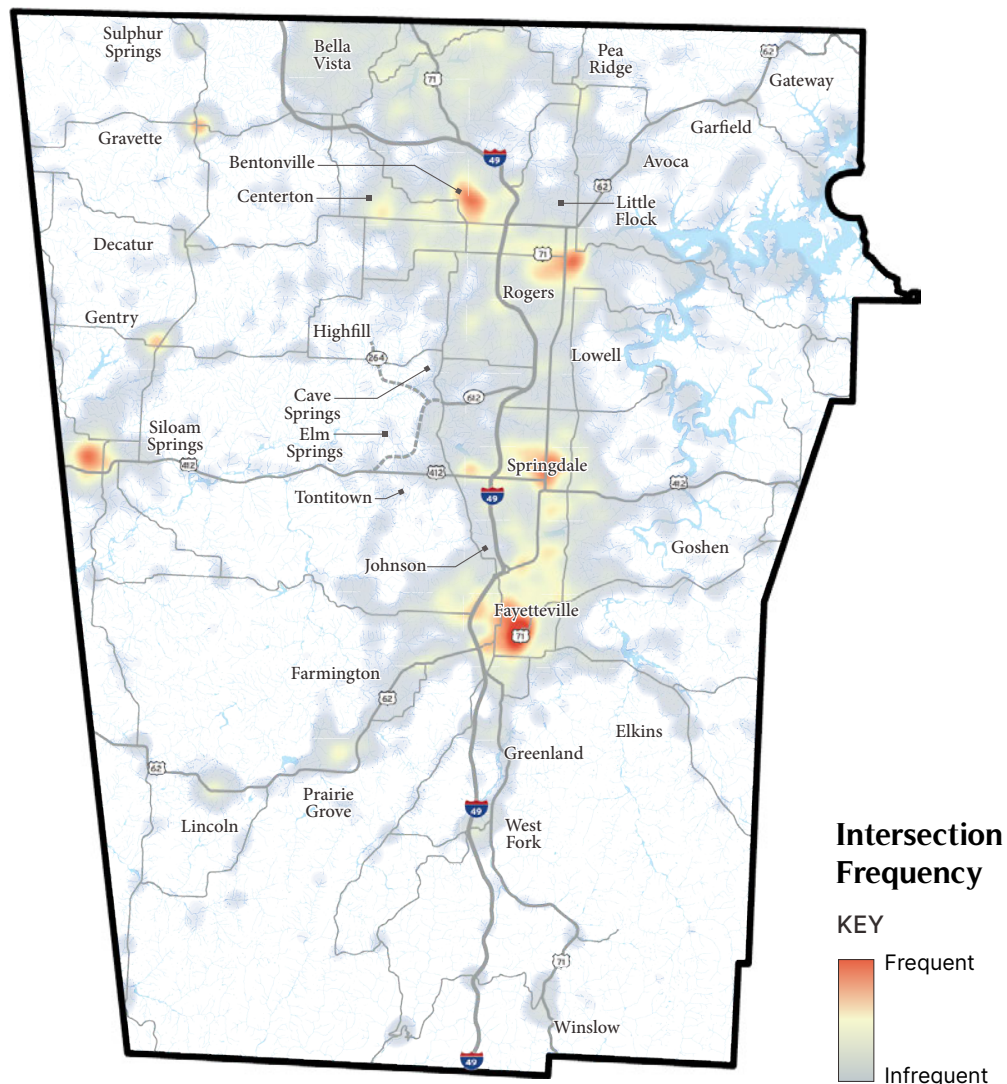 Sulphur
Springs
Bella
Vista
Pea
Ridge
62
Gateway
71
Gravette
Garfield
49
Bentonville
Avoca
62
Centerton
Little
Flock
Decatur
71
Rogers
Gentry
Highfill
264
Lowell
Cave
Springs
612
Elm
Springs
Siloam
Springs
412
412
Springdale
412
Tontitown
49
Johnson
Goshen
Fayetteville
71
Farmington
62
Elkins
Greenland
62
Prairie
Grove
49
Lincoln
West
Fork
71
Winslow
49
Intersection
Frequency
KEY
Frequent
Infrequent